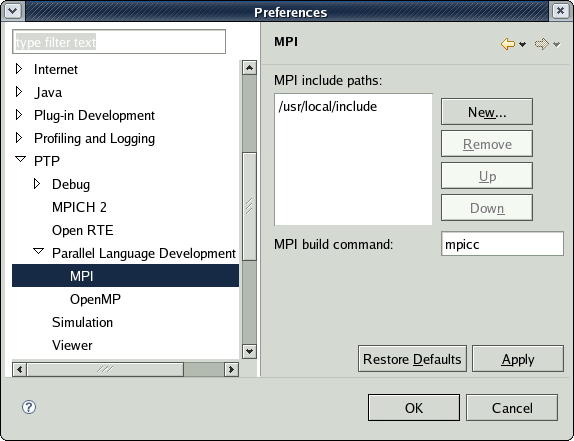 Preferences
type filter text
Internet
Java
Plug-in Development
Profiling and Logging
PTP
Debug
MPICH 2
Open RTE
Parallel Language Development
MPI
OpenMP
Simulation
Viewer
MPI
MPI include paths:
/usr/local/include
New...
Remove
Up
Down
MPI build command:
mpicc
Restore Defaults
Apply
?
OK
Cancel